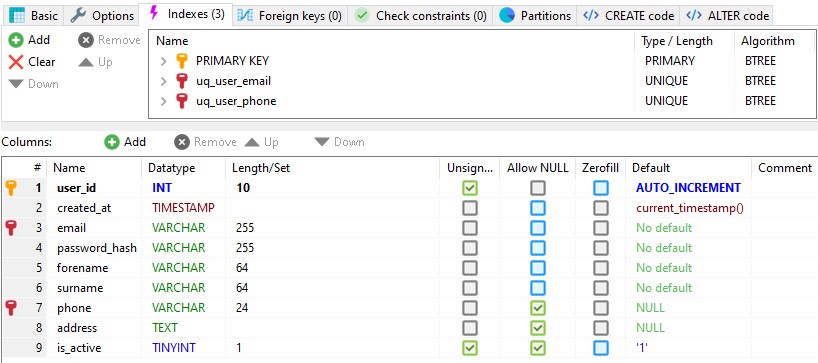 Basic Options Indexes (3) Foreign keys (0) Check constraints (0) Partitions CREATE code ALTER code
Add Remove
Clear Up
Down
Name Type / Length Algorithm
PRIMARY KEY PRIMARY BTREE
uq_user_email UNIQUE BTREE
uq_user_phone UNIQUE BTREE
Columns: Add Remove Up Down
# Name Datatype Length/Set Unsign... Allow NULL Zerofill Default Comment
1 user_id INT 10 AUTO_INCREMENT
2 created_at TIMESTAMP current_timestamp()
3 email VARCHAR 255 No default
4 password_hash VARCHAR 255 No default
5 forename VARCHAR 64 No default
6 surname VARCHAR 64 No default
7 phone VARCHAR 24 NULL
8 address TEXT NULL
9 is_active TINYINT 1 '1'